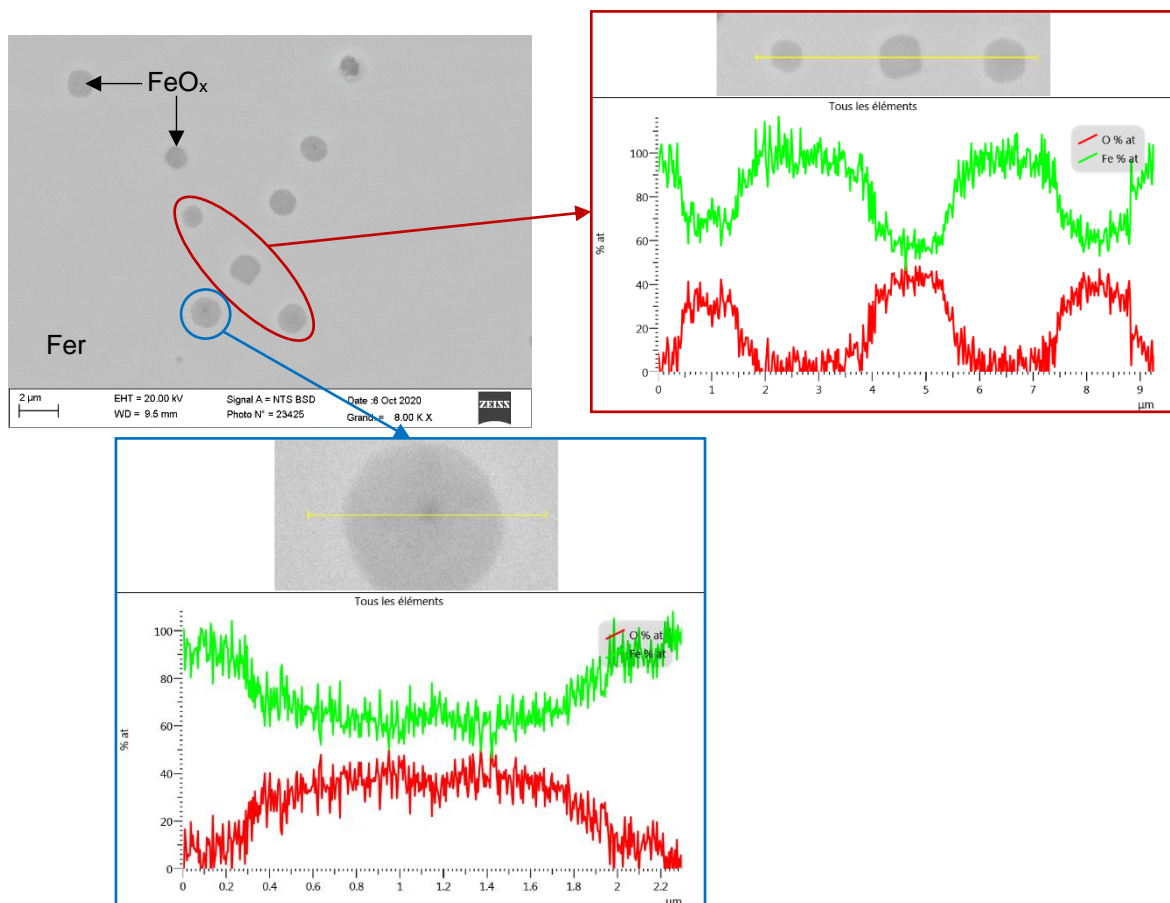 FeOₓ
Fer
2 µm
EHT = 20.00 kV
WD = 9.5 mm
Signal A = NTS BSD
Photo N° = 23425
Date :6 Oct 2020
Grand. = 8.00 K X
ZEISS
Tous les éléments
% at
100
80
60
40
20
0
O % at
Fe % at
0 1 2 3 4 5 6 7 8 9
µm
Tous les éléments
% at
100
80
60
40
20
0
O % at
Fe % at
0 0.2 0.4 0.6 0.8 1 1.2 1.4 1.6 1.8 2 2.2
µm